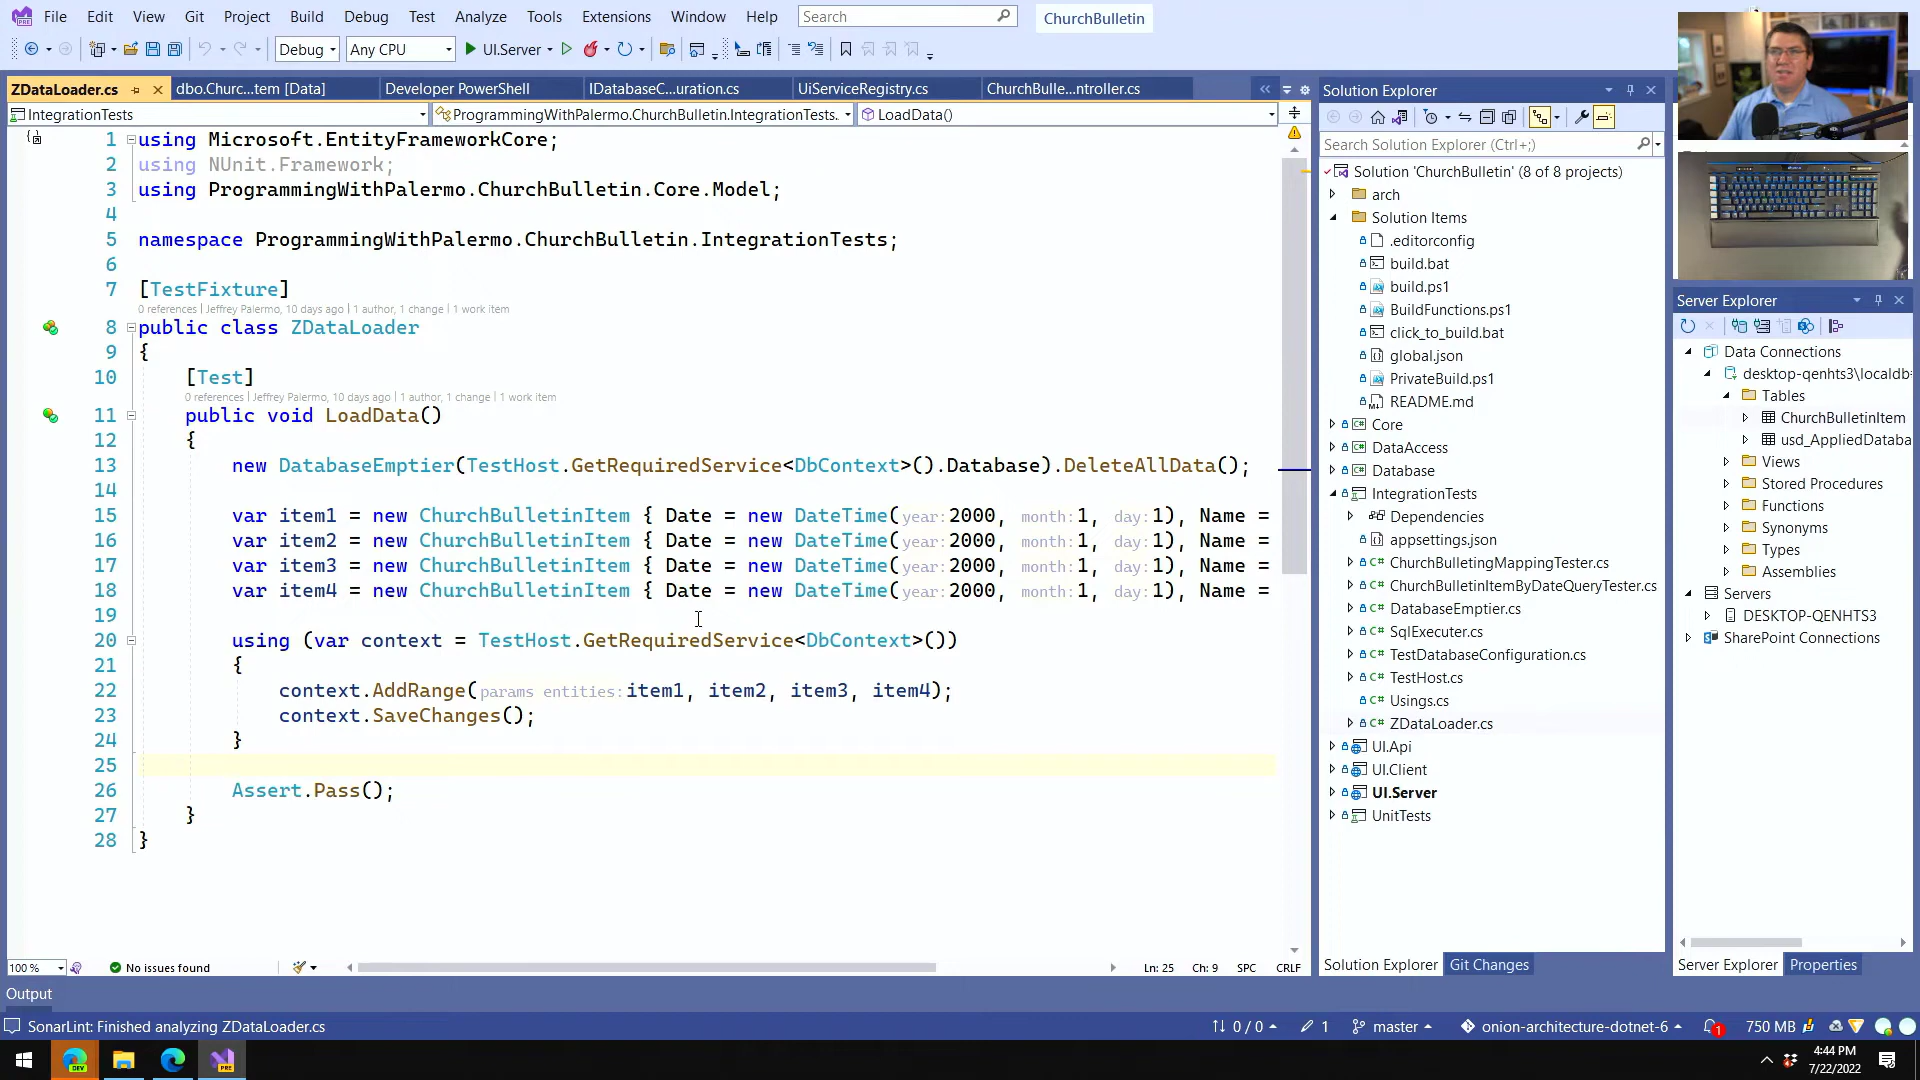 File Edit View Git Project Build Debug Test Analyze Tools Extensions Window Help Search ChurchBulletin
Debug Any CPU UI.Server
ZDataLoader.cs dbo.Churc...tem [Data] Developer PowerShell IDatabaseC...uration.cs UiServiceRegistry.cs ChurchBulle...ntroller.cs
IntegrationTests ProgrammingWithPalermo.ChurchBulletin.IntegrationTests. LoadData()
1 using Microsoft.EntityFrameworkCore;
2 using NUnit.Framework;
3 using ProgrammingWithPalermo.ChurchBulletin.Core.Model;
4
5 namespace ProgrammingWithPalermo.ChurchBulletin.IntegrationTests;
6
7 [TestFixture]
0 references | Jeffrey Palermo, 10 days ago | 1 author, 1 change | 1 work item
8 public class ZDataLoader
9 {
10 [Test]
0 references | Jeffrey Palermo, 10 days ago | 1 author, 1 change | 1 work item
11 public void LoadData()
12 {
13 new DatabaseEmptier(TestHost.GetRequiredService<DbContext>().Database).DeleteAllData();
14
15 var item1 = new ChurchBulletinItem { Date = new DateTime(year:2000, month:1, day:1), Name =
16 var item2 = new ChurchBulletinItem { Date = new DateTime(year:2000, month:1, day:1), Name =
17 var item3 = new ChurchBulletinItem { Date = new DateTime(year:2000, month:1, day:1), Name =
18 var item4 = new ChurchBulletinItem { Date = new DateTime(year:2000, month:1, day:1), Name =
19
20 using (var context = TestHost.GetRequiredService<DbContext>())
21 {
22 context.AddRange(params entities:item1, item2, item3, item4);
23 context.SaveChanges();
24 }
25
26 Assert.Pass();
27 }
28 }
100 % No issues found Ln: 25 Ch: 9 SPC CRLF
Solution Explorer
Search Solution Explorer (Ctrl+;)
Solution 'ChurchBulletin' (8 of 8 projects)
arch
Solution Items
.editorconfig
build.bat
build.ps1
BuildFunctions.ps1
click_to_build.bat
global.json
PrivateBuild.ps1
README.md
Core
DataAccess
Database
IntegrationTests
Dependencies
appsettings.json
ChurchBulletingMappingTester.cs
ChurchBulletinItemByDateQueryTester.cs
DatabaseEmptier.cs
SqlExecuter.cs
TestDatabaseConfiguration.cs
TestHost.cs
Usings.cs
ZDataLoader.cs
UI.Api
UI.Client
UI.Server
UnitTests
Solution Explorer Git Changes
Server Explorer
Data Connections
desktop-qenhts3\localdb
Tables
ChurchBulletinItem
usd_AppliedDataba
Views
Stored Procedures
Functions
Synonyms
Types
Assemblies
Servers
DESKTOP-QENHTS3
SharePoint Connections
Server Explorer Properties
Output
SonarLint: Finished analyzing ZDataLoader.cs 0 / 0 1 master onion-architecture-dotnet-6 1 750 MB
DEV PRE
4:44 PM
7/22/2022